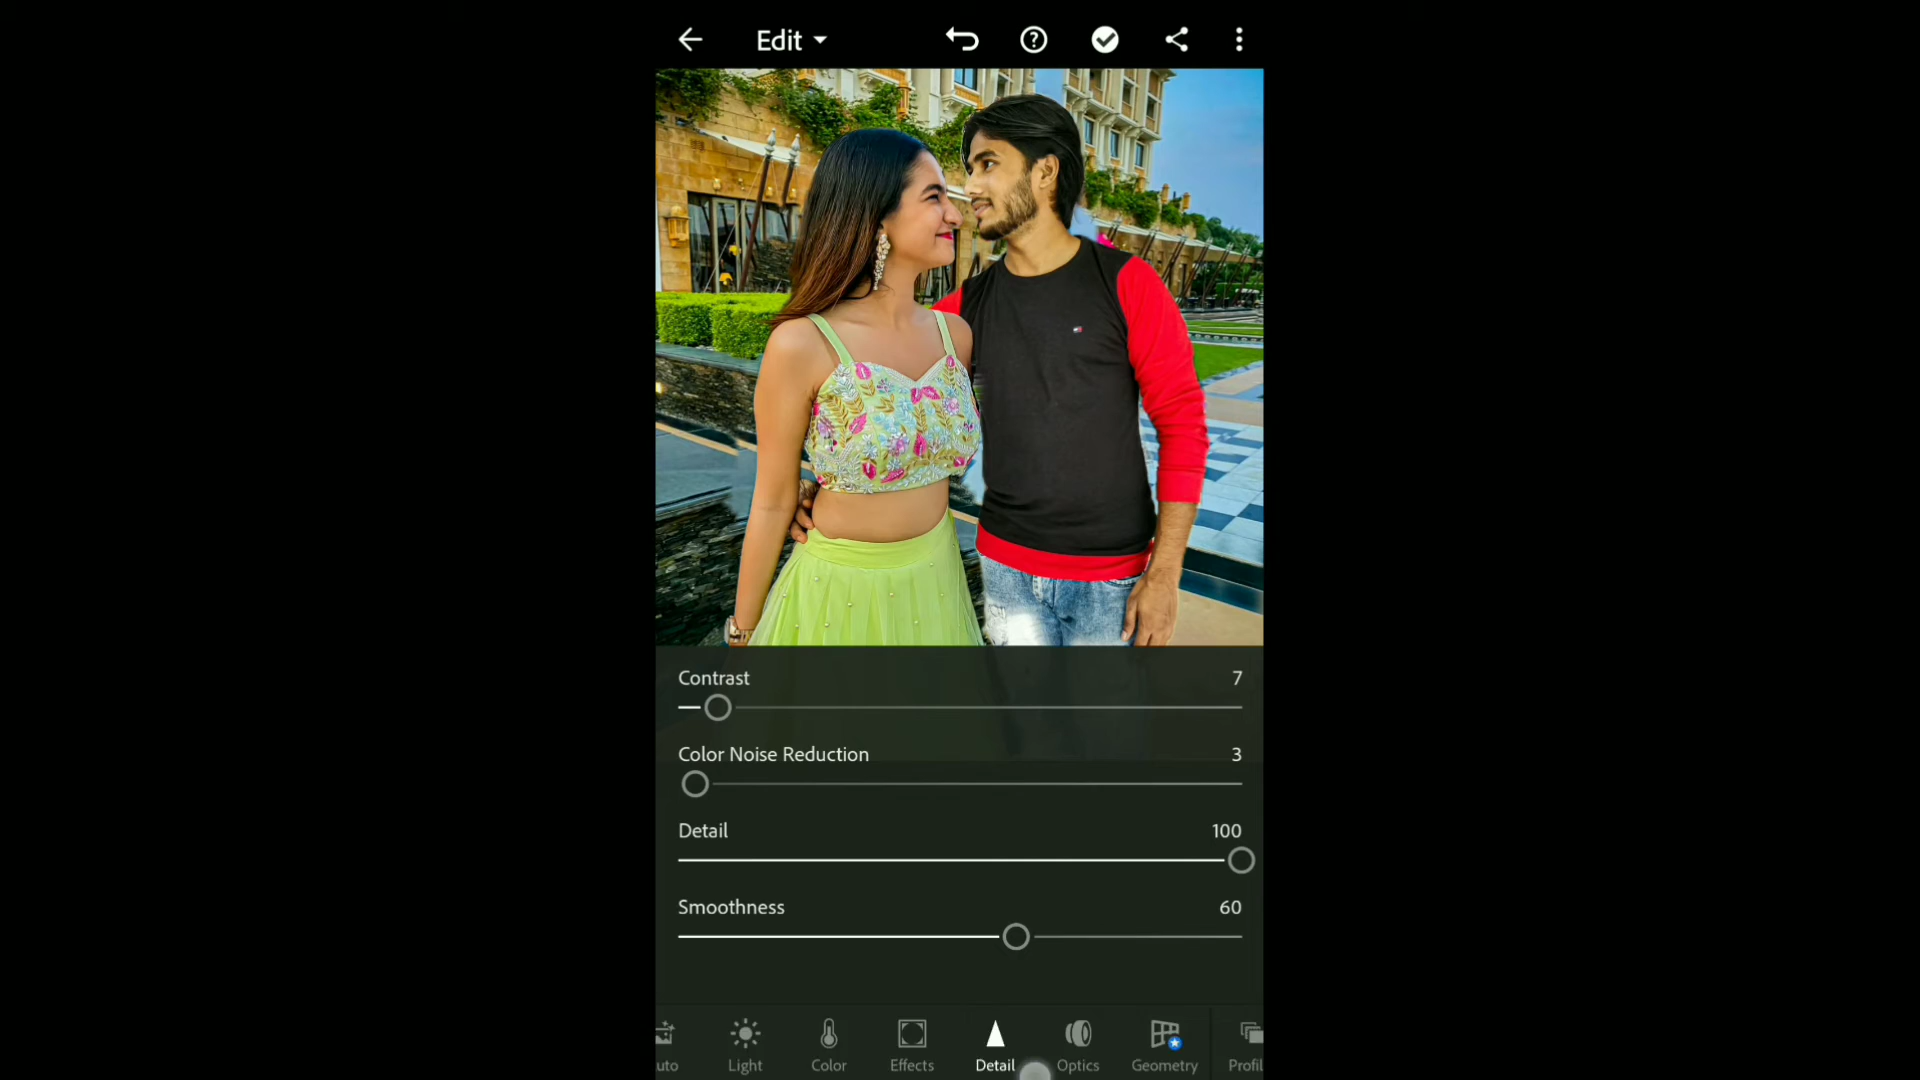 Edit
Contrast 7
Color Noise Reduction 3
Detail 100
Smoothness 60
uto Light Color Effects Detail Optics Geometry Profil